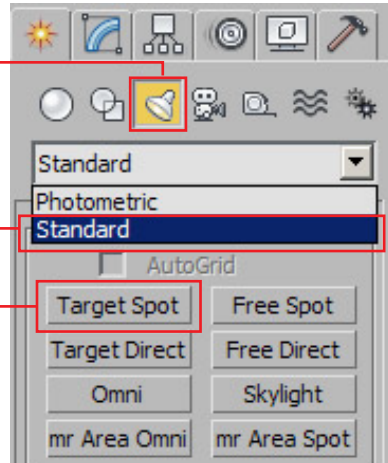 Standard
Photometric
Standard
AutoGrid
Target Spot Free Spot
Target Direct Free Direct
Omni Skylight
mr Area Omni mr Area Spot